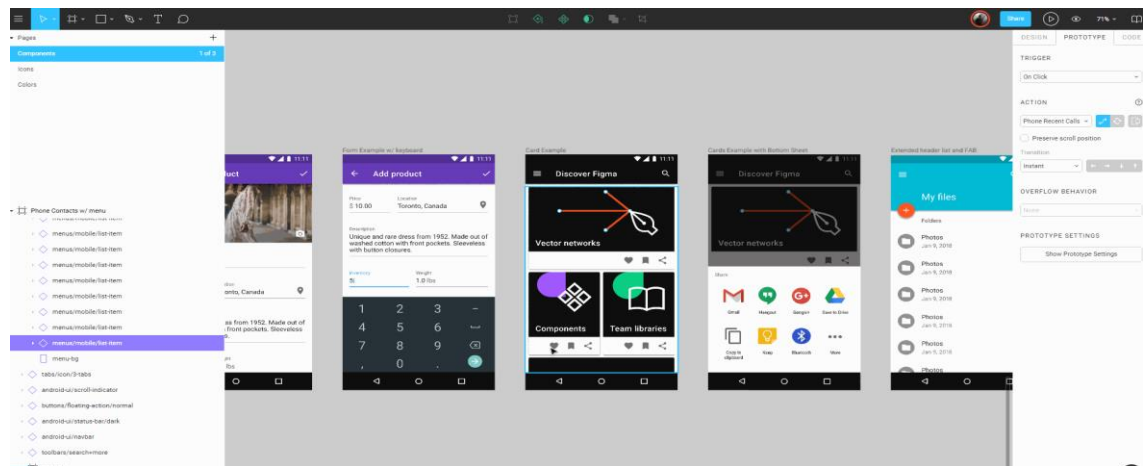 Share
71%
Pages
Components 1 of 3
Icons
Colors
Phone Contacts w/ menu
menus/mobile/list-item
menus/mobile/list-item
menus/mobile/list-item
menus/mobile/list-item
menus/mobile/list-item
menus/mobile/list-item
menus/mobile/list-item
menus/mobile/list-item
menus/mobile/list-item
menu-bg
tabs/icon/3-tabs
android-ui/scroll-indicator
buttons/floating-action/normal
android-ui/status-bar/dark
android-ui/navbar
toolbars/search+more
11:11
uct
onto, Canada
ss from 1952. Made out of
front pockets. Sleeveless
lbs
Form Example w/ keyboard
11:11
Add product
Price Location
$ 10.00 Toronto, Canada
Description
Unique and rare dress from 1952. Made out of
washed cotton with front pockets. Sleeveless
with button closures.
Inventory Weight
5 1.0 lbs
1 2 3 -
4 5 6
7 8 9
, 0 .
Card Example
11:11
Discover Figma
Vector networks
Components Team libraries
Cards Example with Bottom Sheet
11:11
Discover Figma
Vector networks
Share
Gmail Hangout Google+ Save to Drive
Copy to Keep Bluetooth More
clipboard
Extended header list and FAB
My files
Folders
Photos
Jan 9, 2018
Photos
Jan 9, 2018
Photos
Jan 9, 2018
Photos
Jan 9, 2018
Photos
Jan 9, 2018
Photos
DESIGN PROTOTYPE CODE
TRIGGER
On Click
ACTION
Phone Recent Calls
Preserve scroll position
Transition
Instant
OVERFLOW BEHAVIOR
None
PROTOTYPE SETTINGS
Show Prototype Settings